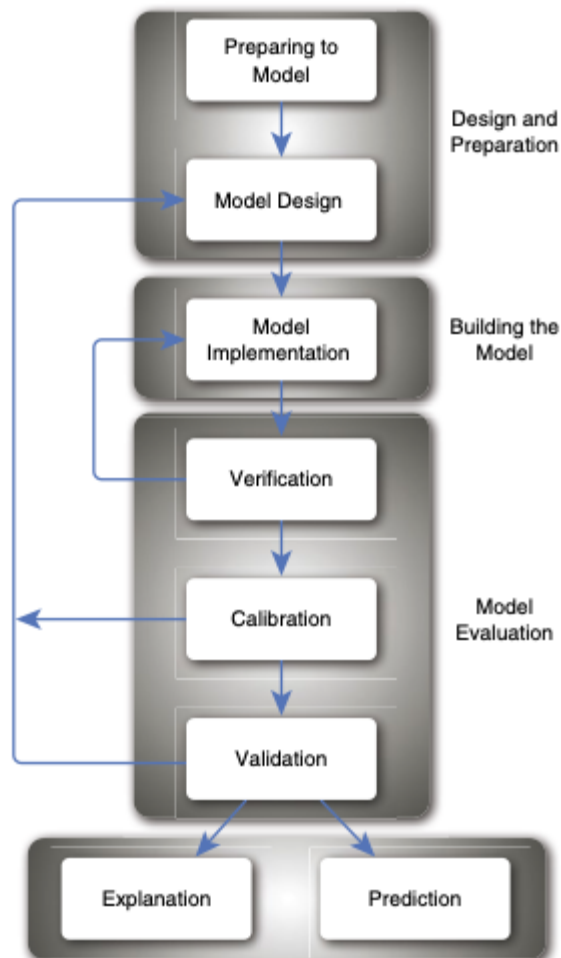 Preparing to
Model
Design and
Preparation
Model Design
Model
Implementation
Building the
Model
Verification
Calibration
Model
Evaluation
Validation
Explanation
Prediction